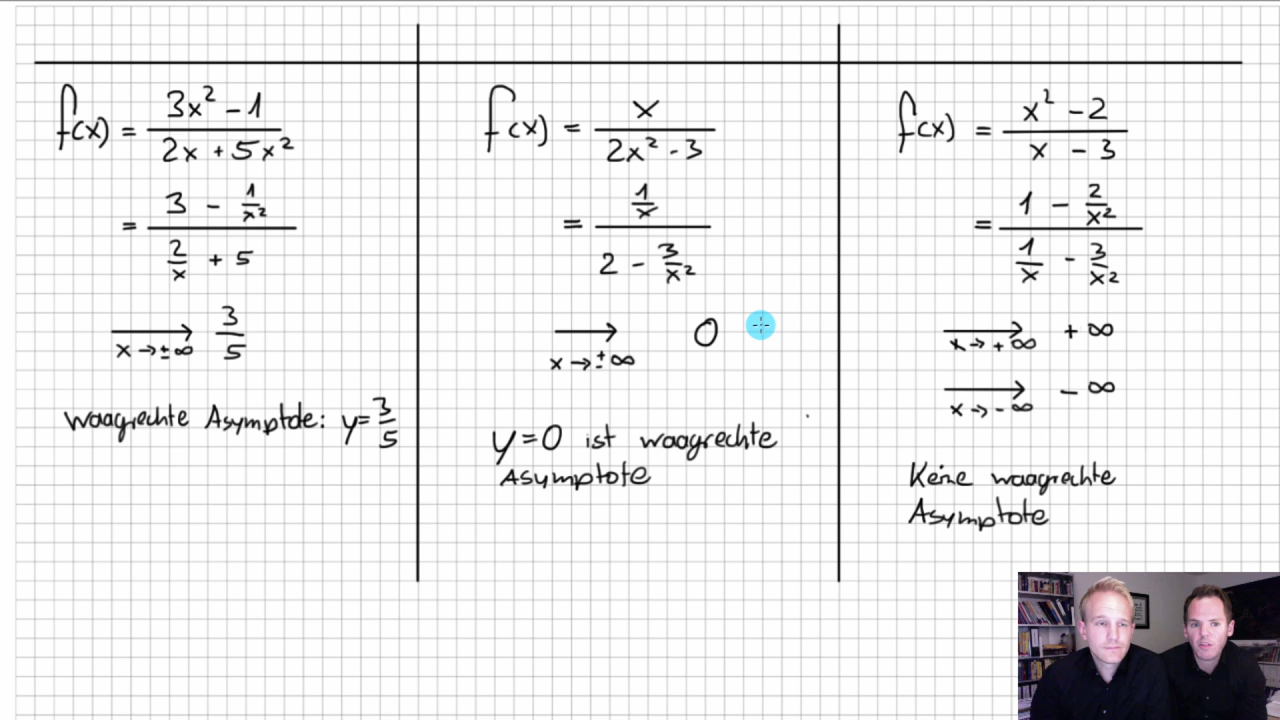 f(x) = (3x² - 1)/(2x + 5x²)
= (3 - 1/x²)/(2/x + 5)
⟶ 3/5
x → ±∞
Waagrechte Asymptote: y = 3/5
f(x) = x/(2x² - 3)
= (1/x)/(2 - 3/x²)
⟶ 0
x → ±∞
y = 0 ist waagrechte
Asymptote
f(x) = (x² - 2)/(x - 3)
= (1 - 2/x²)/(1/x - 3/x²)
⟶ + ∞
x → + ∞
⟶ - ∞
x → - ∞
Keine waagrechte
Asymptote